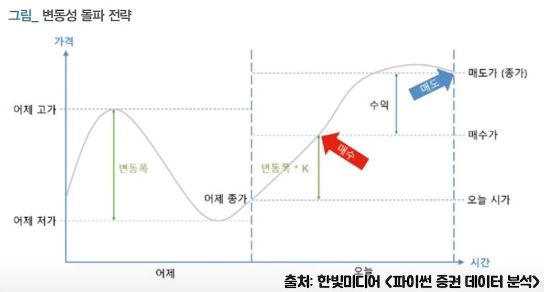 그림_ 변동성 돌파 전략
가격
어제 고가
변동폭
어제 저가
어제 종가
변동폭 * K
매수
수익
매도
매도가 (종가)
매수가
오늘 시가
시간
어제
오늘
출처: 한빛미디어 <파이썬 증권 데이터 분석>